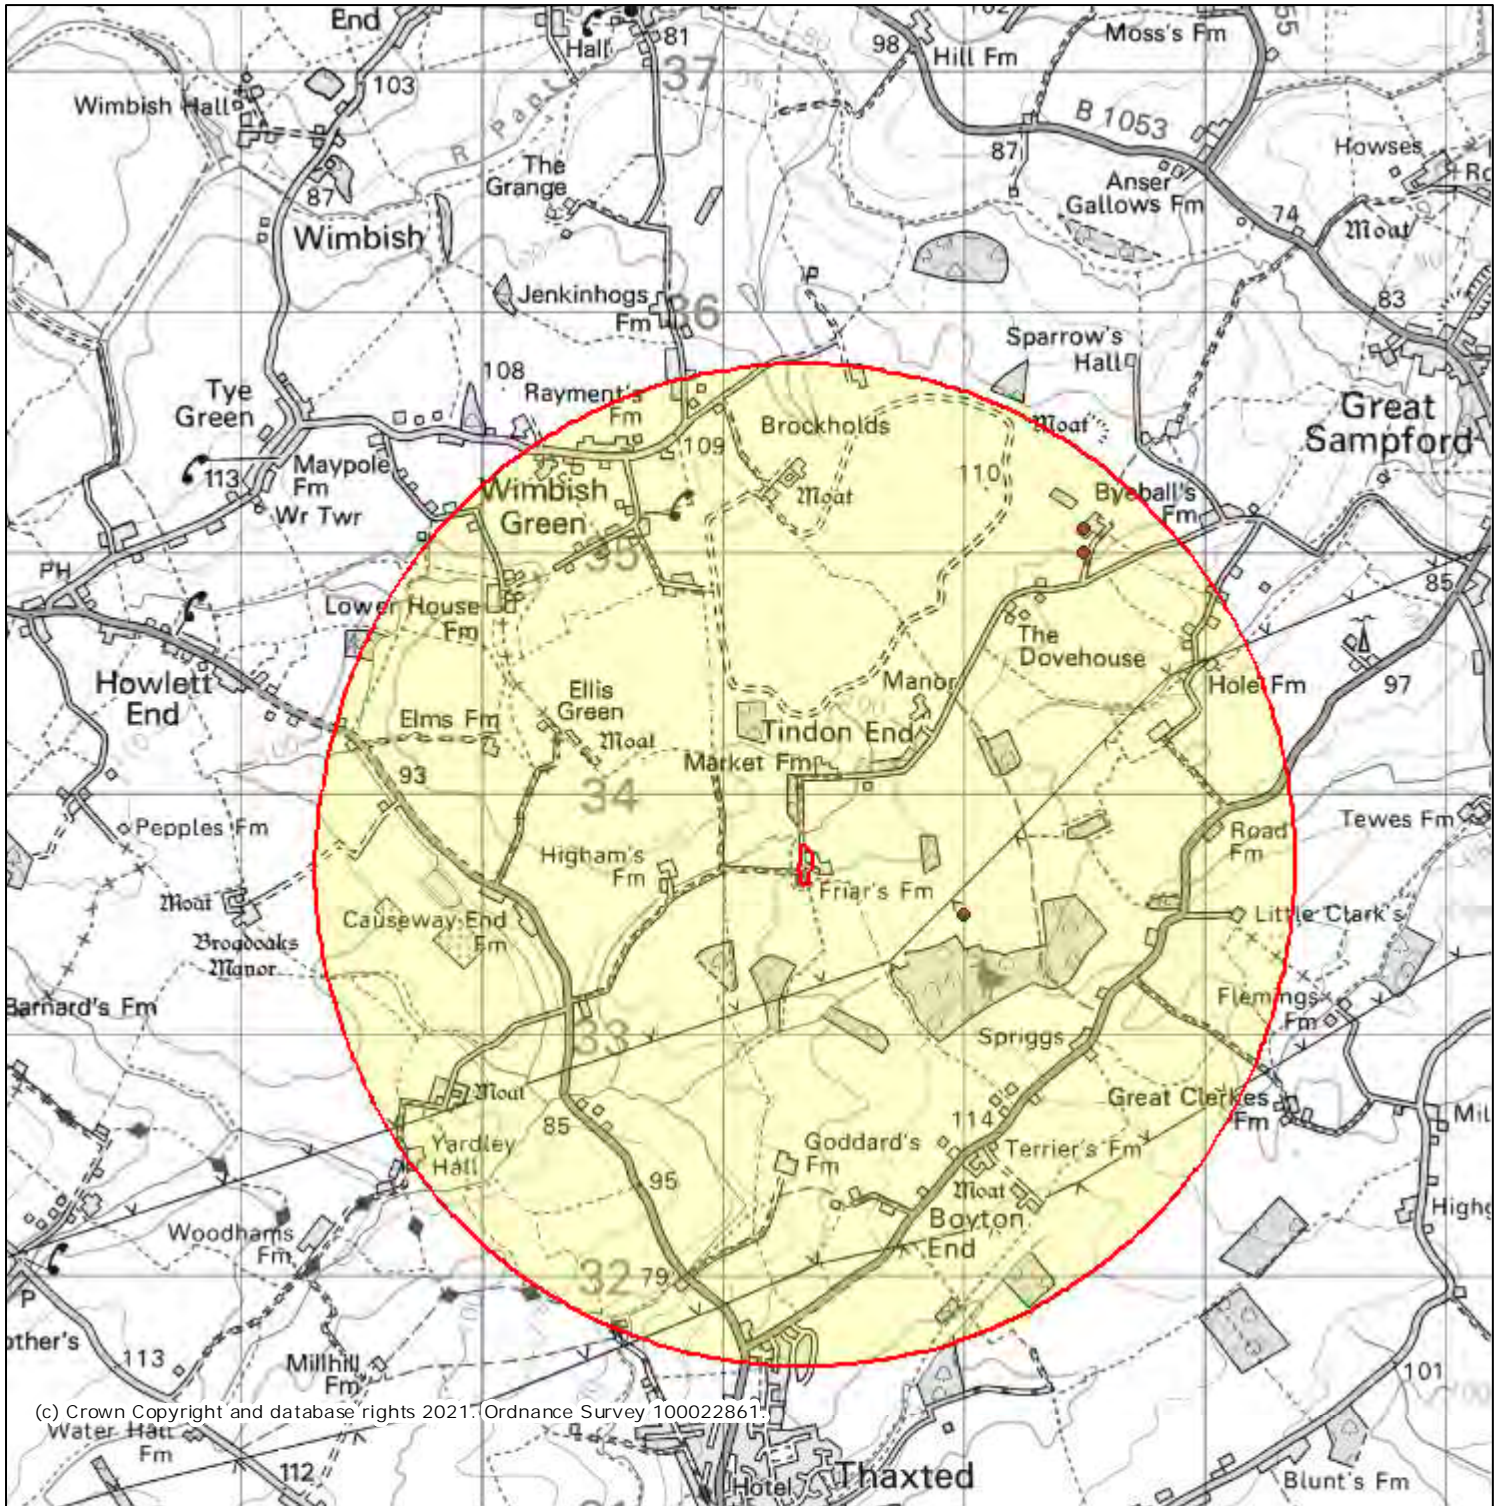 End
Hall
81
37
98
Hill Fm
Moss's Fm
55
103
Wimbish Hall
R Pant
B 1053
87
Howses
The
Grange
87
Wimbish
Anser
Gallows Fm
74
Moat
Jenkinhogs
Fm
36
P
83
Sparrow's
Hall
108
Tye
Green
Rayment's
Fm
109
Brockholds
Moat
Great
Sampford
Maypole
Fm
113
Wr Twr
Wimbish
Green
Moat
110
Byeball's
Fm
35
PH
85
Lower House
Fm
The
Dovehouse
Howlett
End
Ellis
Green
Moat
Elms Fm
Manor
Hole Fm
97
Tindon End
Market Fm
93
34
Pepples Fm
Higham's
Fm
Friar's Fm
Road
Fm
Tewes Fm
Moat
Brogdoaks
Manor
Causeway End
Fm
Little Clark's
Barnard's Fm
Flemings
Fm
33
Spriggs
Moat
85
Great Clerkes
Fm
Mil
114
Yardley
Hall
Goddard's
Fm
Terrier's Fm
95
Moat
Boyton
End
Highg
Woodhams
Fm
32
79
P
other's
113
Millhill
Fm
101
(c) Crown Copyright and database rights 2021. Ordnance Survey 100022861.
Water Hall
Fm
112
Hotel
Thaxted
Blunt's Fm